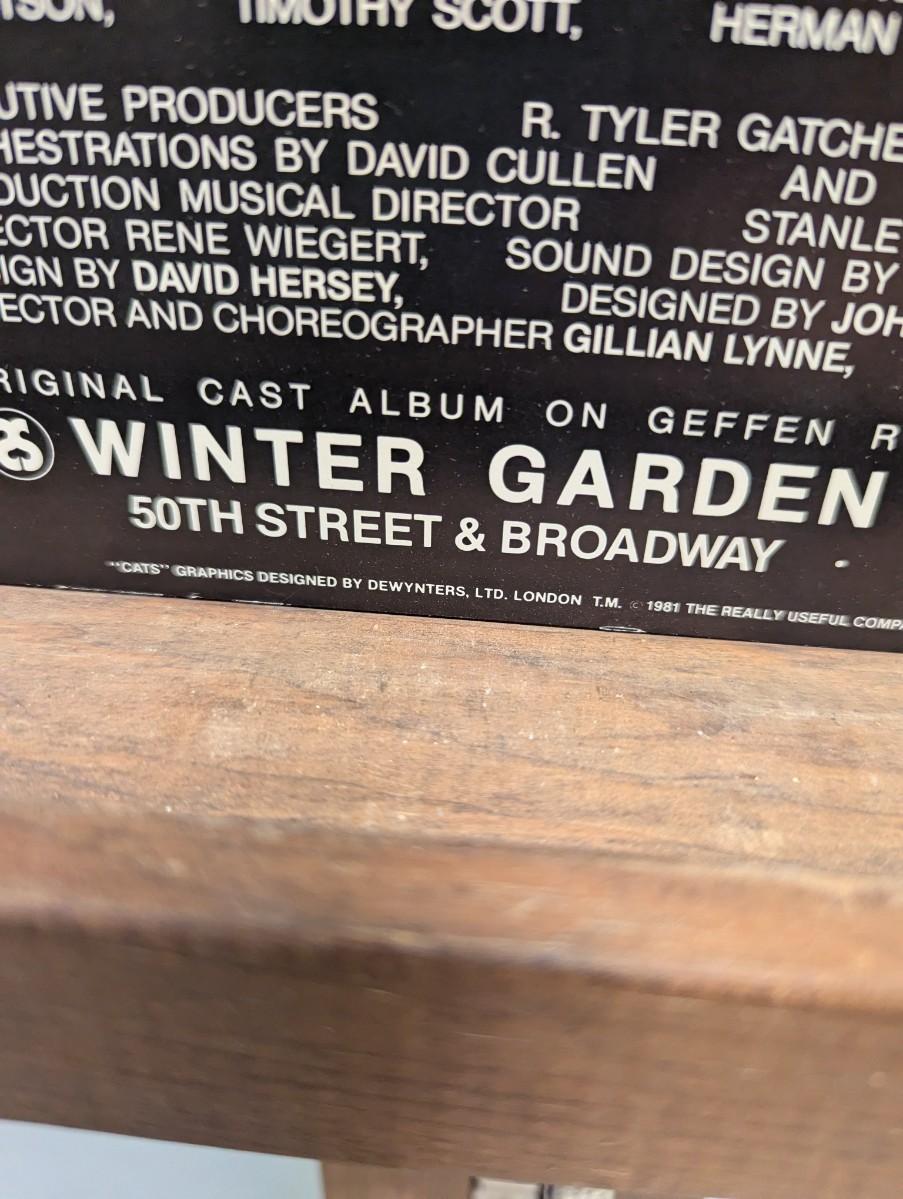 TSON, TIMOTHY SCOTT, HERMAN
UTIVE PRODUCERS R. TYLER GATCHE
HESTRATIONS BY DAVID CULLEN AND
DUCTION MUSICAL DIRECTOR STANLE
ECTOR RENE WIEGERT, SOUND DESIGN BY
IGN BY DAVID HERSEY, DESIGNED BY JOH
ECTOR AND CHOREOGRAPHER GILLIAN LYNNE,
RIGINAL CAST ALBUM ON GEFFEN R
WINTER GARDEN
50TH STREET & BROADWAY
"CATS" GRAPHICS DESIGNED BY DEWYNTERS, LTD. LONDON T.M. © 1981 THE REALLY USEFUL COMPA